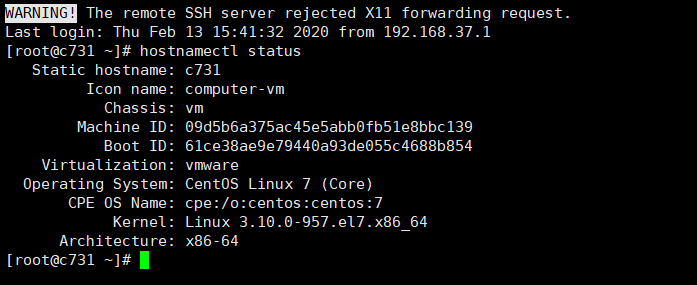 WARNING! The remote SSH server rejected X11 forwarding request.
Last login: Thu Feb 13 15:41:32 2020 from 192.168.37.1
[root@c731 ~]# hostnamectl status
   Static hostname: c731
         Icon name: computer-vm
           Chassis: vm
        Machine ID: 09d5b6a375ac45e5abb0fb51e8bbc139
           Boot ID: 61ce38ae9e79440a93de055c4688b854
    Virtualization: vmware
  Operating System: CentOS Linux 7 (Core)
       CPE OS Name: cpe:/o:centos:centos:7
            Kernel: Linux 3.10.0-957.el7.x86_64
      Architecture: x86-64
[root@c731 ~]#